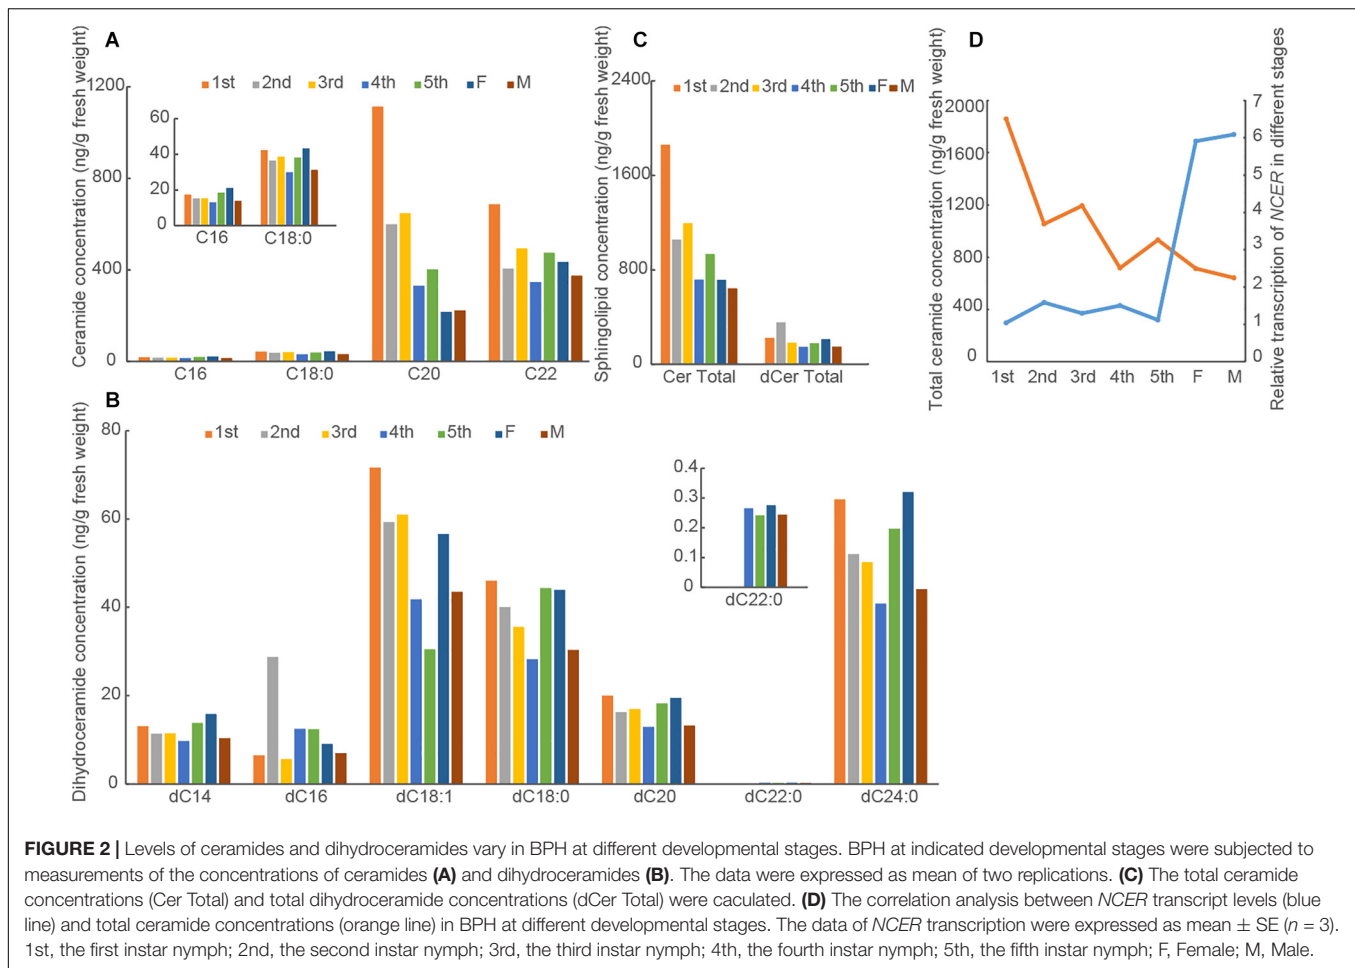 A
Ceramide concentration (ng/g fresh weight)
1st 2nd 3rd 4th 5th F M
1200
800
400
0
60
40
20
0
C16 C18:0
C16 C18:0 C20 C22
C
Sphingolipid concentration (ng/g fresh weight)
1st 2nd 3rd 4th 5th F M
2400
1600
800
0
Cer Total dCer Total
D
Total ceramide concentration (ng/g fresh weight)
2000
1600
1200
800
400
0
7
6
5
4
3
2
1
0
Relative transcription of NCER in different stages
1st 2nd 3rd 4th 5th F M
B
Dihydroceramide concentration (ng/g fresh weight)
1st 2nd 3rd 4th 5th F M
80
60
40
20
0
0.4
0.3
0.2
0.1
0
dC22:0
dC14 dC16 dC18:1 dC18:0 dC20 dC22:0 dC24:0
FIGURE 2 | Levels of ceramides and dihydroceramides vary in BPH at different developmental stages. BPH at indicated developmental stages were subjected to
measurements of the concentrations of ceramides (A) and dihydroceramides (B). The data were expressed as mean of two replications. (C) The total ceramide
concentrations (Cer Total) and total dihydroceramide concentrations (dCer Total) were caculated. (D) The correlation analysis between NCER transcript levels (blue
line) and total ceramide concentrations (orange line) in BPH at different developmental stages. The data of NCER transcription were expressed as mean ± SE (n = 3).
1st, the first instar nymph; 2nd, the second instar nymph; 3rd, the third instar nymph; 4th, the fourth instar nymph; 5th, the fifth instar nymph; F, Female; M, Male.